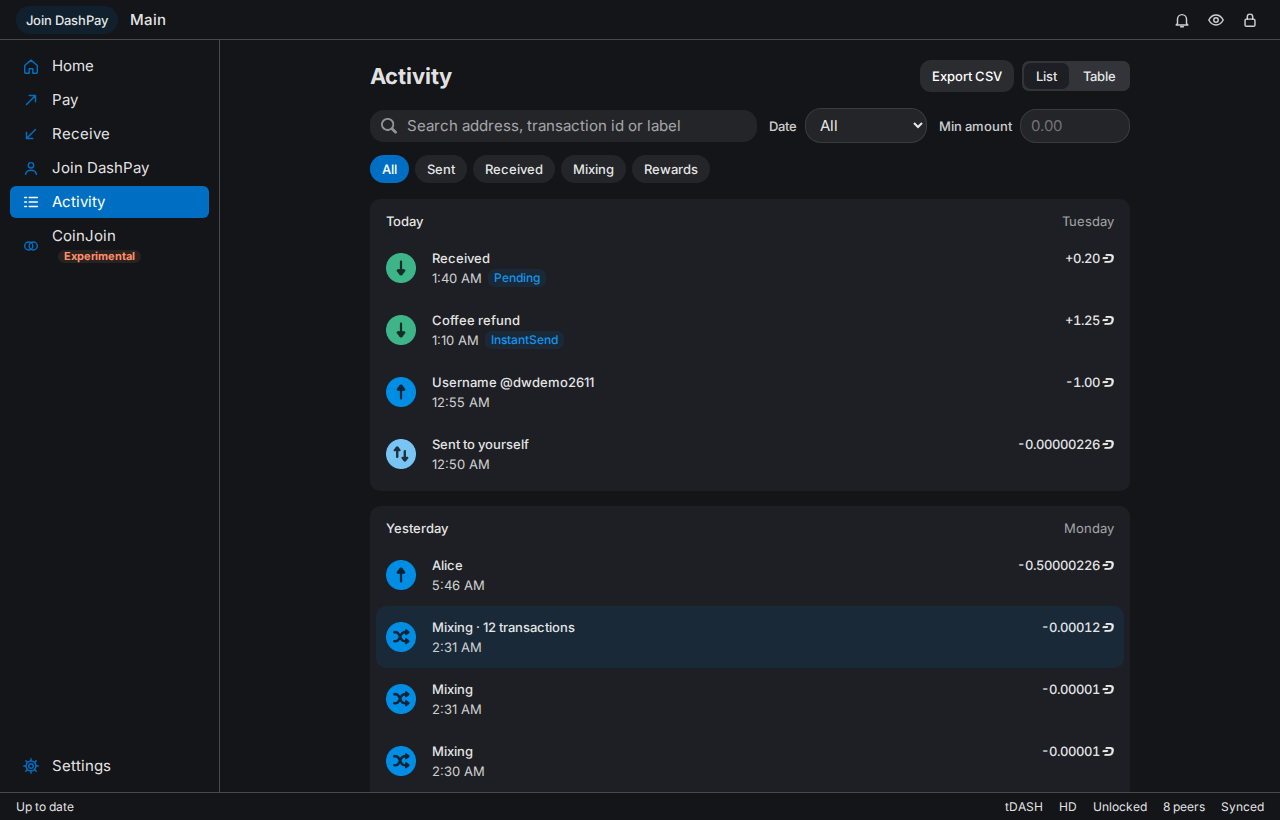 Join DashPay Main
Home
Pay
Receive
Join DashPay
Activity
CoinJoin
Experimental
Settings
Activity
Export CSV List Table
Search address, transaction id or label Date All Min amount 0.00
All Sent Received Mixing Rewards
Today Tuesday
Received +0.20
1:40 AM Pending
Coffee refund +1.25
1:10 AM InstantSend
Username @dwdemo2611 -1.00
12:55 AM
Sent to yourself -0.00000226
12:50 AM
Yesterday Monday
Alice -0.50000226
5:46 AM
Mixing · 12 transactions -0.00012
2:31 AM
Mixing -0.00001
2:31 AM
Mixing -0.00001
2:30 AM
Up to date tDASH HD Unlocked 8 peers Synced